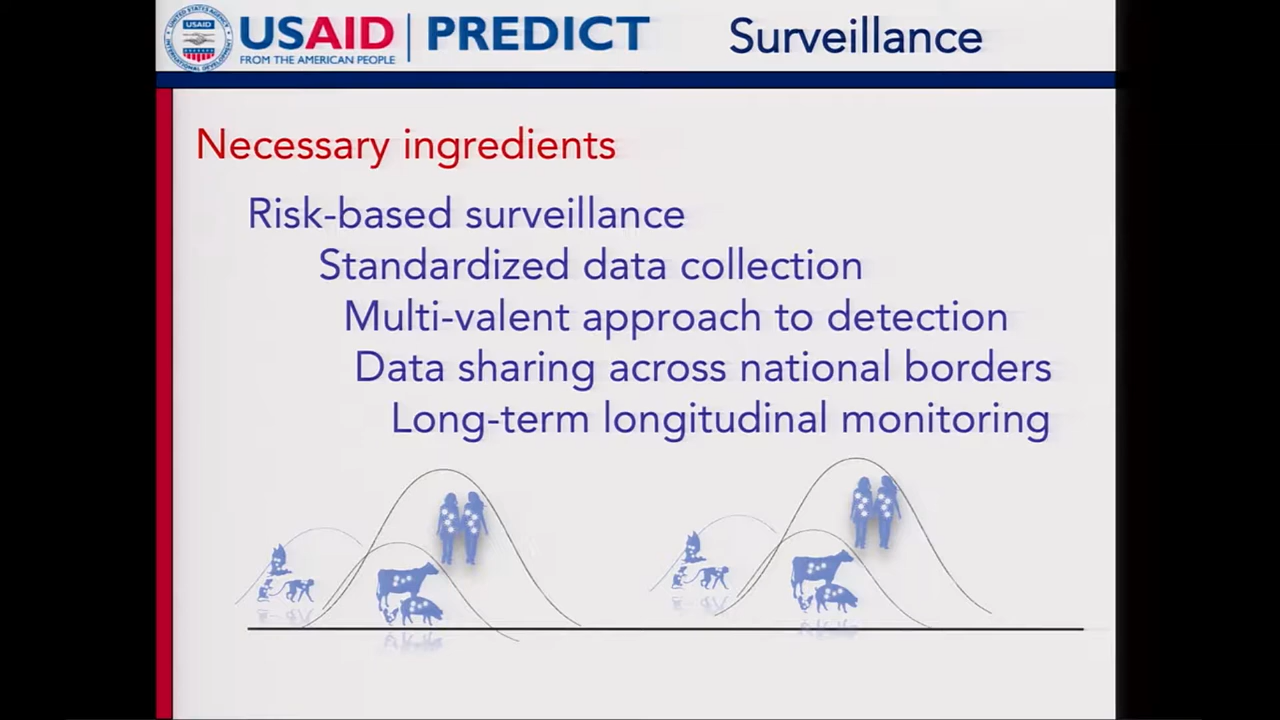 USAID
USAID | PREDICT
Surveillance
FROM THE AMERICAN PEOPLE
Necessary ingredients
Risk-based surveillance
Standardized data collection
Multi-valent approach to detection
Data sharing across national borders
Long-term longitudinal monitoring